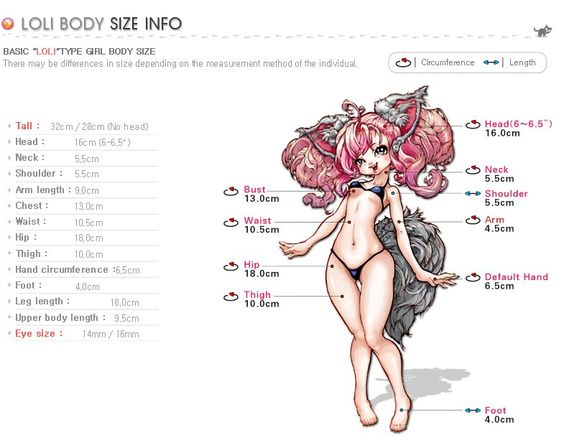 LOLI BODY SIZE INFO
BASIC "LOLI"TYPE GIRL BODY SIZE
There may be differences in size depending on the measurement method of the individual,
Circumference
Length
Tall : 32cm / 28cm (No head)
Head : 16cm (6~6,5")
Neck : 5,5cm
Shoulder : 5,5cm
Arm length : 9,0cm
Chest : 13,0cm
Waist : 10,5cm
Hip : 18,0cm
Thigh : 10,0cm
Hand circumference : 6,5cm
Foot : 4,0cm
Leg length : 18,0cm
Upper body length : 9,5cm
Eye size : 14mm / 16mm
Bust
13.0cm
Waist
10.5cm
Hip
18.0cm
Thigh
10.0cm
Head(6~6.5")
16.0cm
Neck
5.5cm
Shoulder
5.5cm
Arm
4.5cm
Default Hand
6.5cm
Foot
4.0cm